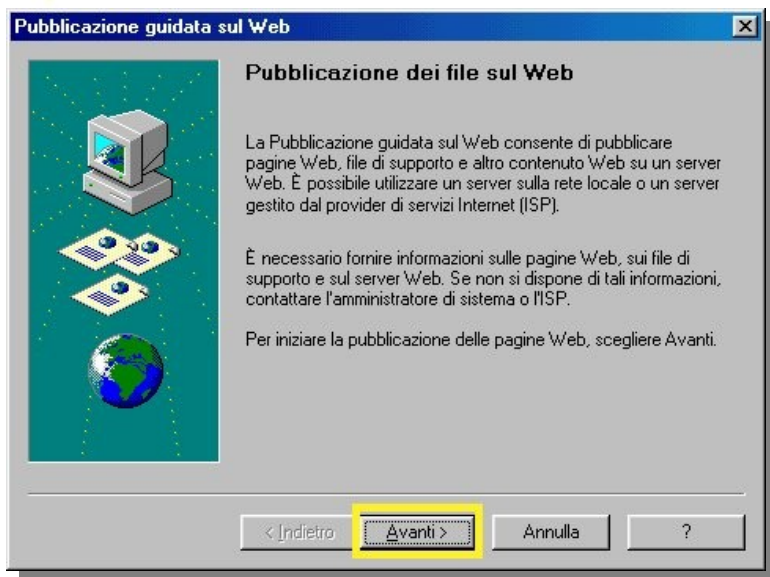 Pubblicazione guidata sul Web
Pubblicazione dei file sul Web
La Pubblicazione guidata sul Web consente di pubblicare
pagine Web, file di supporto e altro contenuto Web su un server
Web. È possibile utilizzare un server sulla rete locale o un server
gestito dal provider di servizi Internet (ISP).
È necessario fornire informazioni sulle pagine Web, sui file di
supporto e sul server Web. Se non si dispone di tali informazioni,
contattare l'amministratore di sistema o l'ISP.
Per iniziare la pubblicazione delle pagine Web, scegliere Avanti.
< Indietro Avanti > Annulla ?